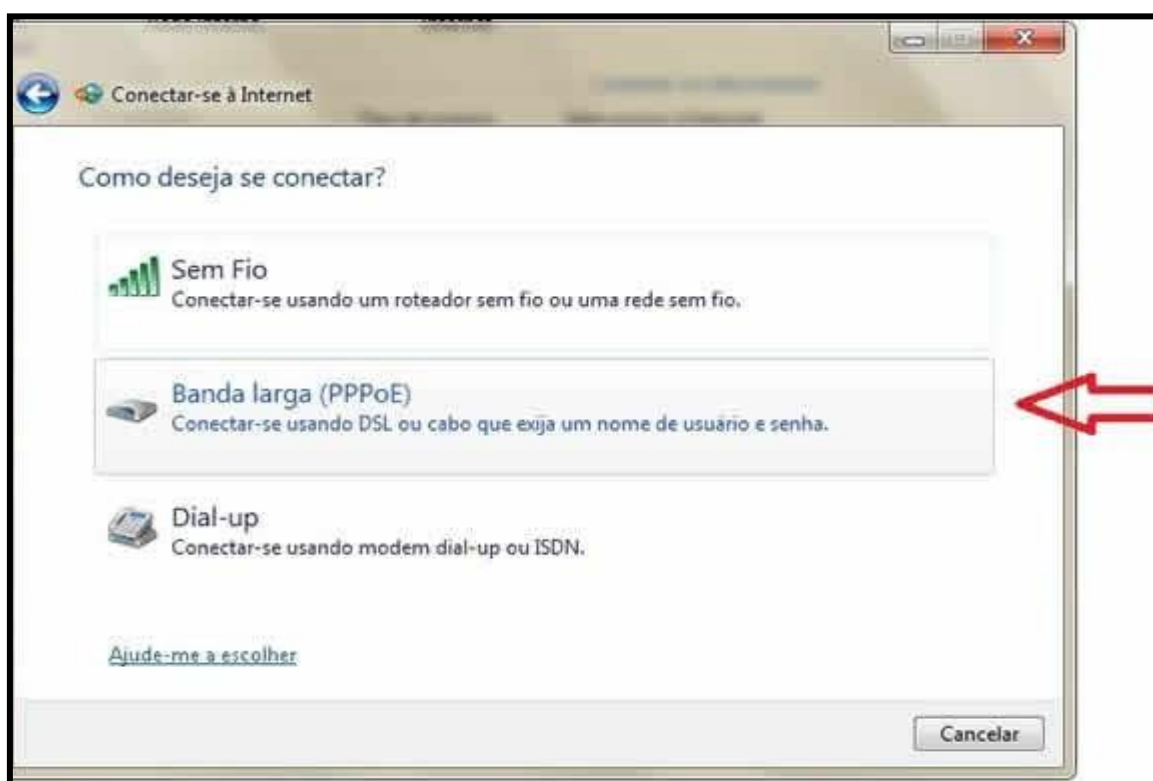 Conectar-se à Internet
Como deseja se conectar?
Sem Fio
Conectar-se usando um roteador sem fio ou uma rede sem fio.
Banda larga (PPPoE)
Conectar-se usando DSL ou cabo que exija um nome de usuário e senha.
Dial-up
Conectar-se usando modem dial-up ou ISDN.
Ajude-me a escolher
Cancelar